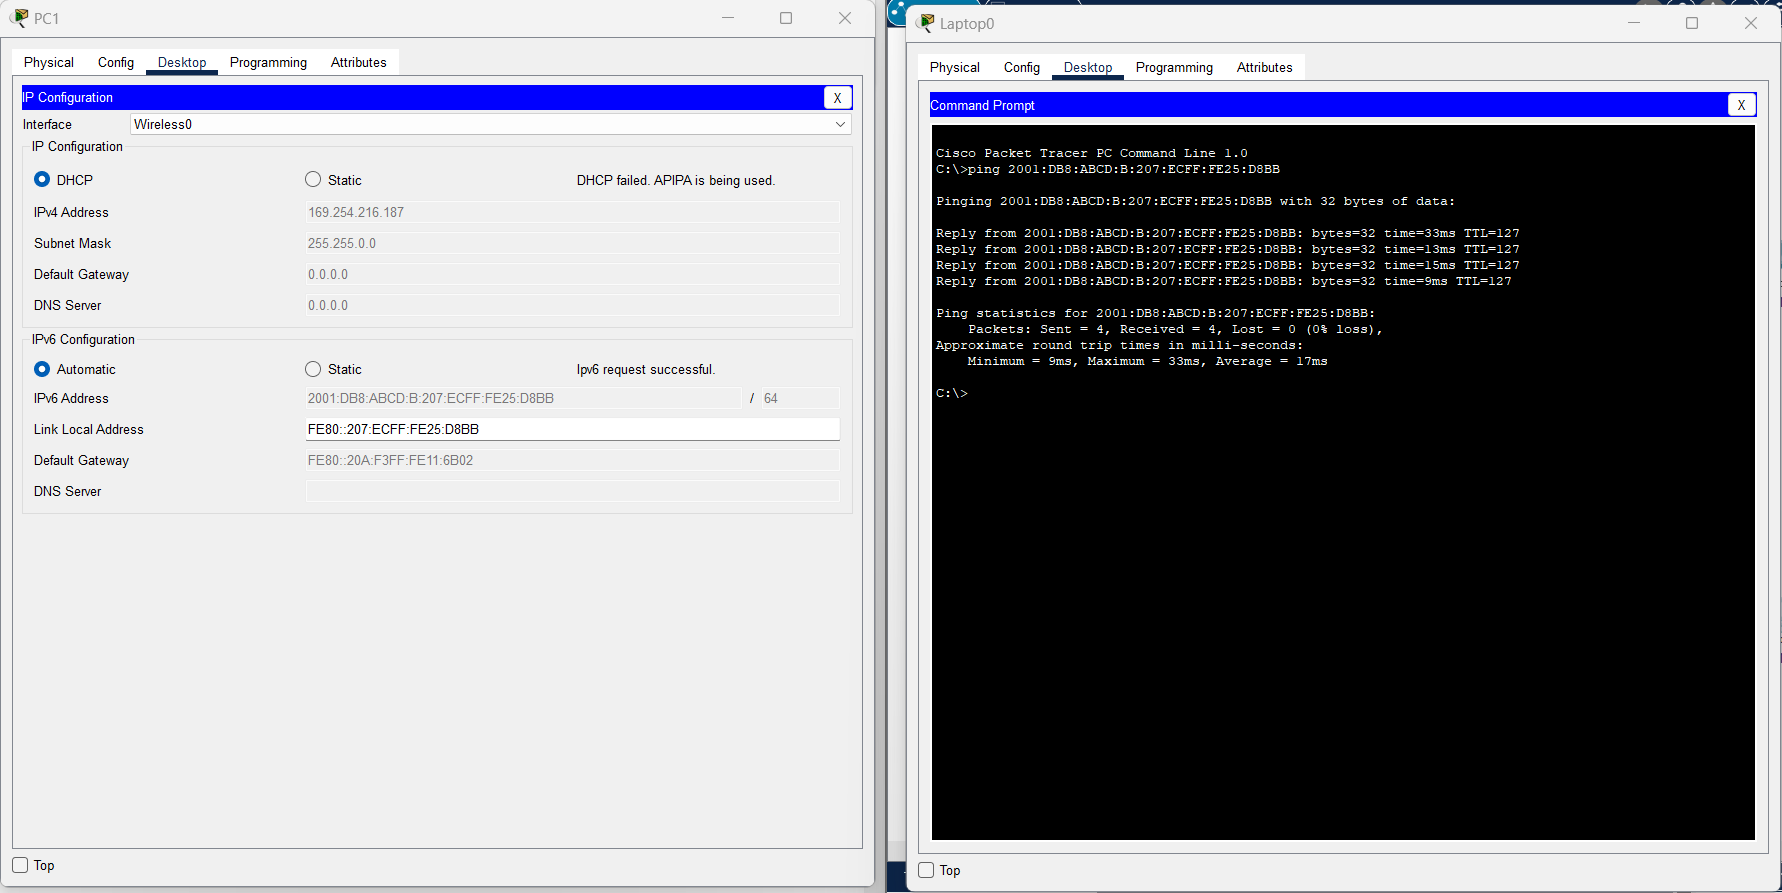 PC1
Physical Config Desktop Programming Attributes
IP Configuration X
Interface Wireless0
IP Configuration
DHCP Static DHCP failed. APIPA is being used.
IPv4 Address 169.254.216.187
Subnet Mask 255.255.0.0
Default Gateway 0.0.0.0
DNS Server 0.0.0.0
IPv6 Configuration
Automatic Static Ipv6 request successful.
IPv6 Address 2001:DB8:ABCD:B:207:ECFF:FE25:D8BB / 64
Link Local Address FE80::207:ECFF:FE25:D8BB
Default Gateway FE80::20A:F3FF:FE11:6B02
DNS Server
Top
Laptop0
Physical Config Desktop Programming Attributes
Command Prompt X
Cisco Packet Tracer PC Command Line 1.0
C:\>ping 2001:DB8:ABCD:B:207:ECFF:FE25:D8BB
Pinging 2001:DB8:ABCD:B:207:ECFF:FE25:D8BB with 32 bytes of data:
Reply from 2001:DB8:ABCD:B:207:ECFF:FE25:D8BB: bytes=32 time=33ms TTL=127
Reply from 2001:DB8:ABCD:B:207:ECFF:FE25:D8BB: bytes=32 time=13ms TTL=127
Reply from 2001:DB8:ABCD:B:207:ECFF:FE25:D8BB: bytes=32 time=15ms TTL=127
Reply from 2001:DB8:ABCD:B:207:ECFF:FE25:D8BB: bytes=32 time=9ms TTL=127
Ping statistics for 2001:DB8:ABCD:B:207:ECFF:FE25:D8BB:
Packets: Sent = 4, Received = 4, Lost = 0 (0% loss),
Approximate round trip times in milli-seconds:
Minimum = 9ms, Maximum = 33ms, Average = 17ms
C:\>
Top